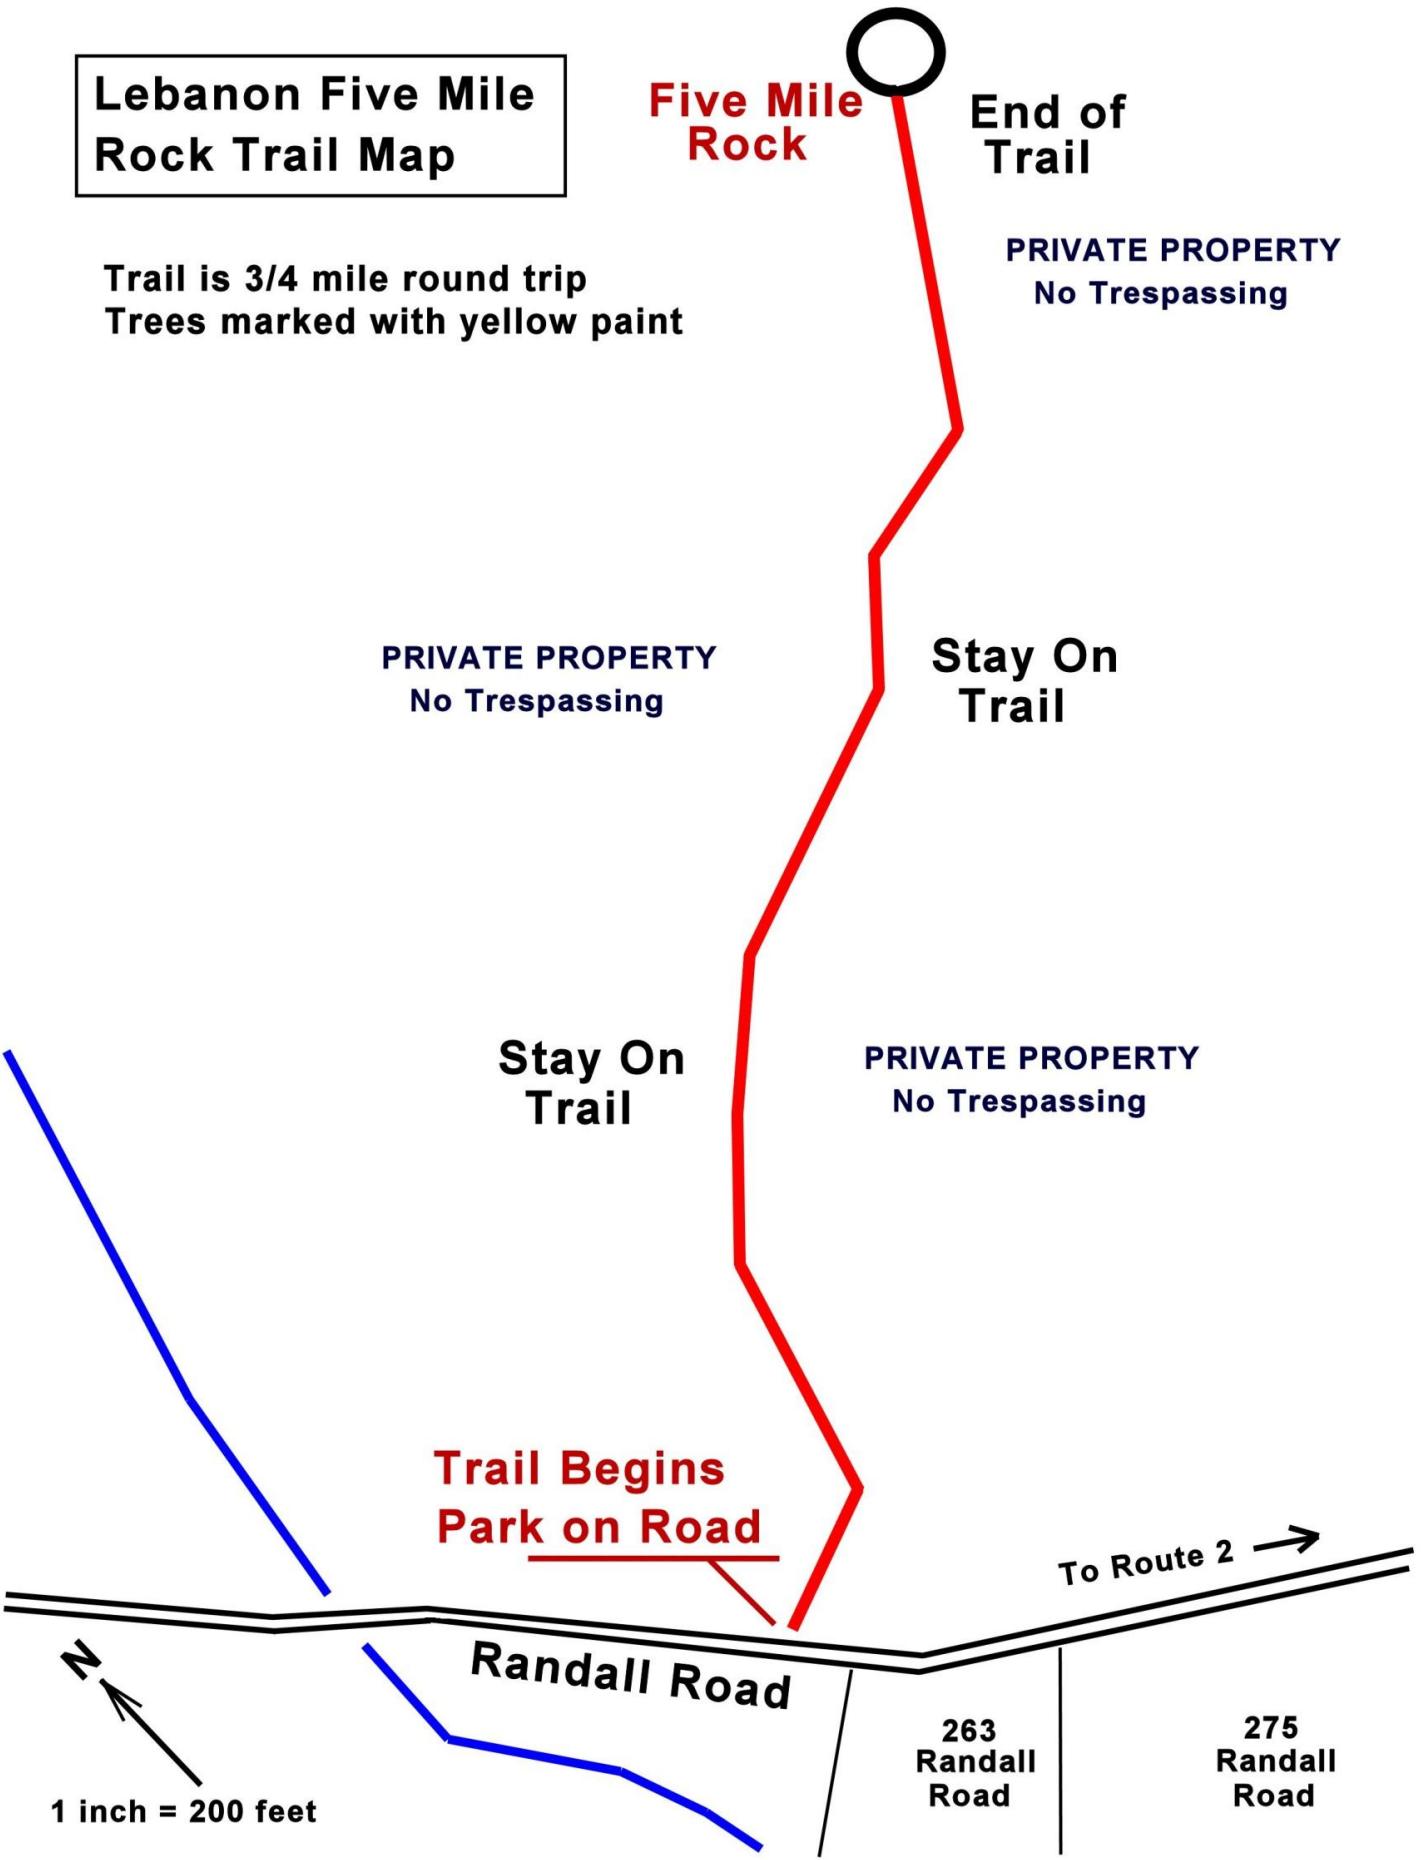 Lebanon Five Mile
Rock Trail Map
Five Mile
Rock
End of
Trail
PRIVATE PROPERTY
No Trespassing
Trail is 3/4 mile round trip
Trees marked with yellow paint
PRIVATE PROPERTY
No Trespassing
Stay On
Trail
Stay On
Trail
PRIVATE PROPERTY
No Trespassing
Trail Begins
Park on Road
To Route 2
Randall Road
N
1 inch = 200 feet
263
Randall
Road
275
Randall
Road